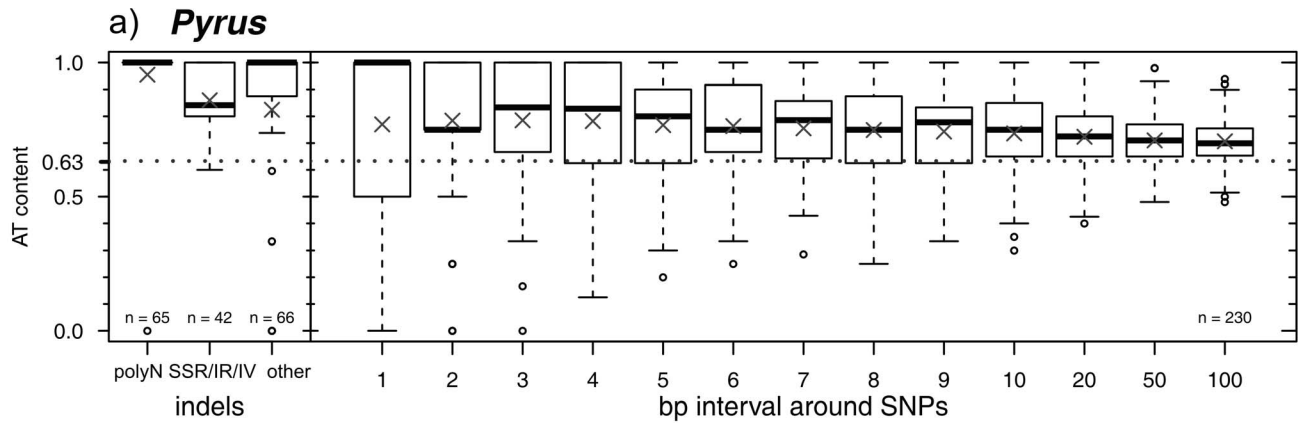 a) Pyrus
AT content
1.0
0.63
0.5
0.0
n = 65 n = 42 n = 66
n = 230
polyN SSR/IR/IV other
1 2 3 4 5 6 7 8 9 10 20 50 100
indels
bp interval around SNPs